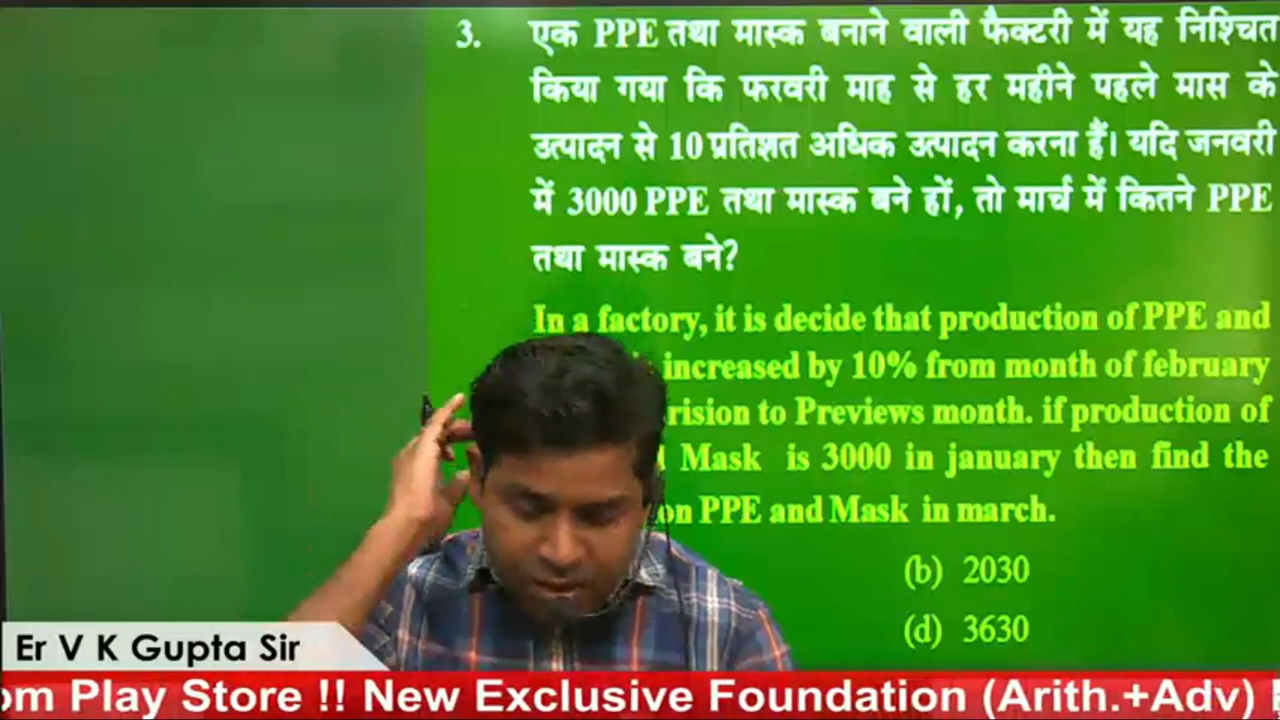 3. एक PPE तथा मास्क बनाने वाली फैक्टरी में यह निश्चित
किया गया कि फरवरी माह से हर महीने पहले मास के
उत्पादन से 10 प्रतिशत अधिक उत्पादन करना हैं। यदि जनवरी
में 3000 PPE तथा मास्क बने हों, तो मार्च में कितने PPE
तथा मास्क बने?
In a factory, it is decide that production of PPE and
increased by 10% from month of february
rision to Previews month. if production of
Mask is 3000 in january then find the
on PPE and Mask in march.
(b) 2030
(d) 3630
Er V K Gupta Sir
om Play Store !! New Exclusive Foundation (Arith.+Adv)